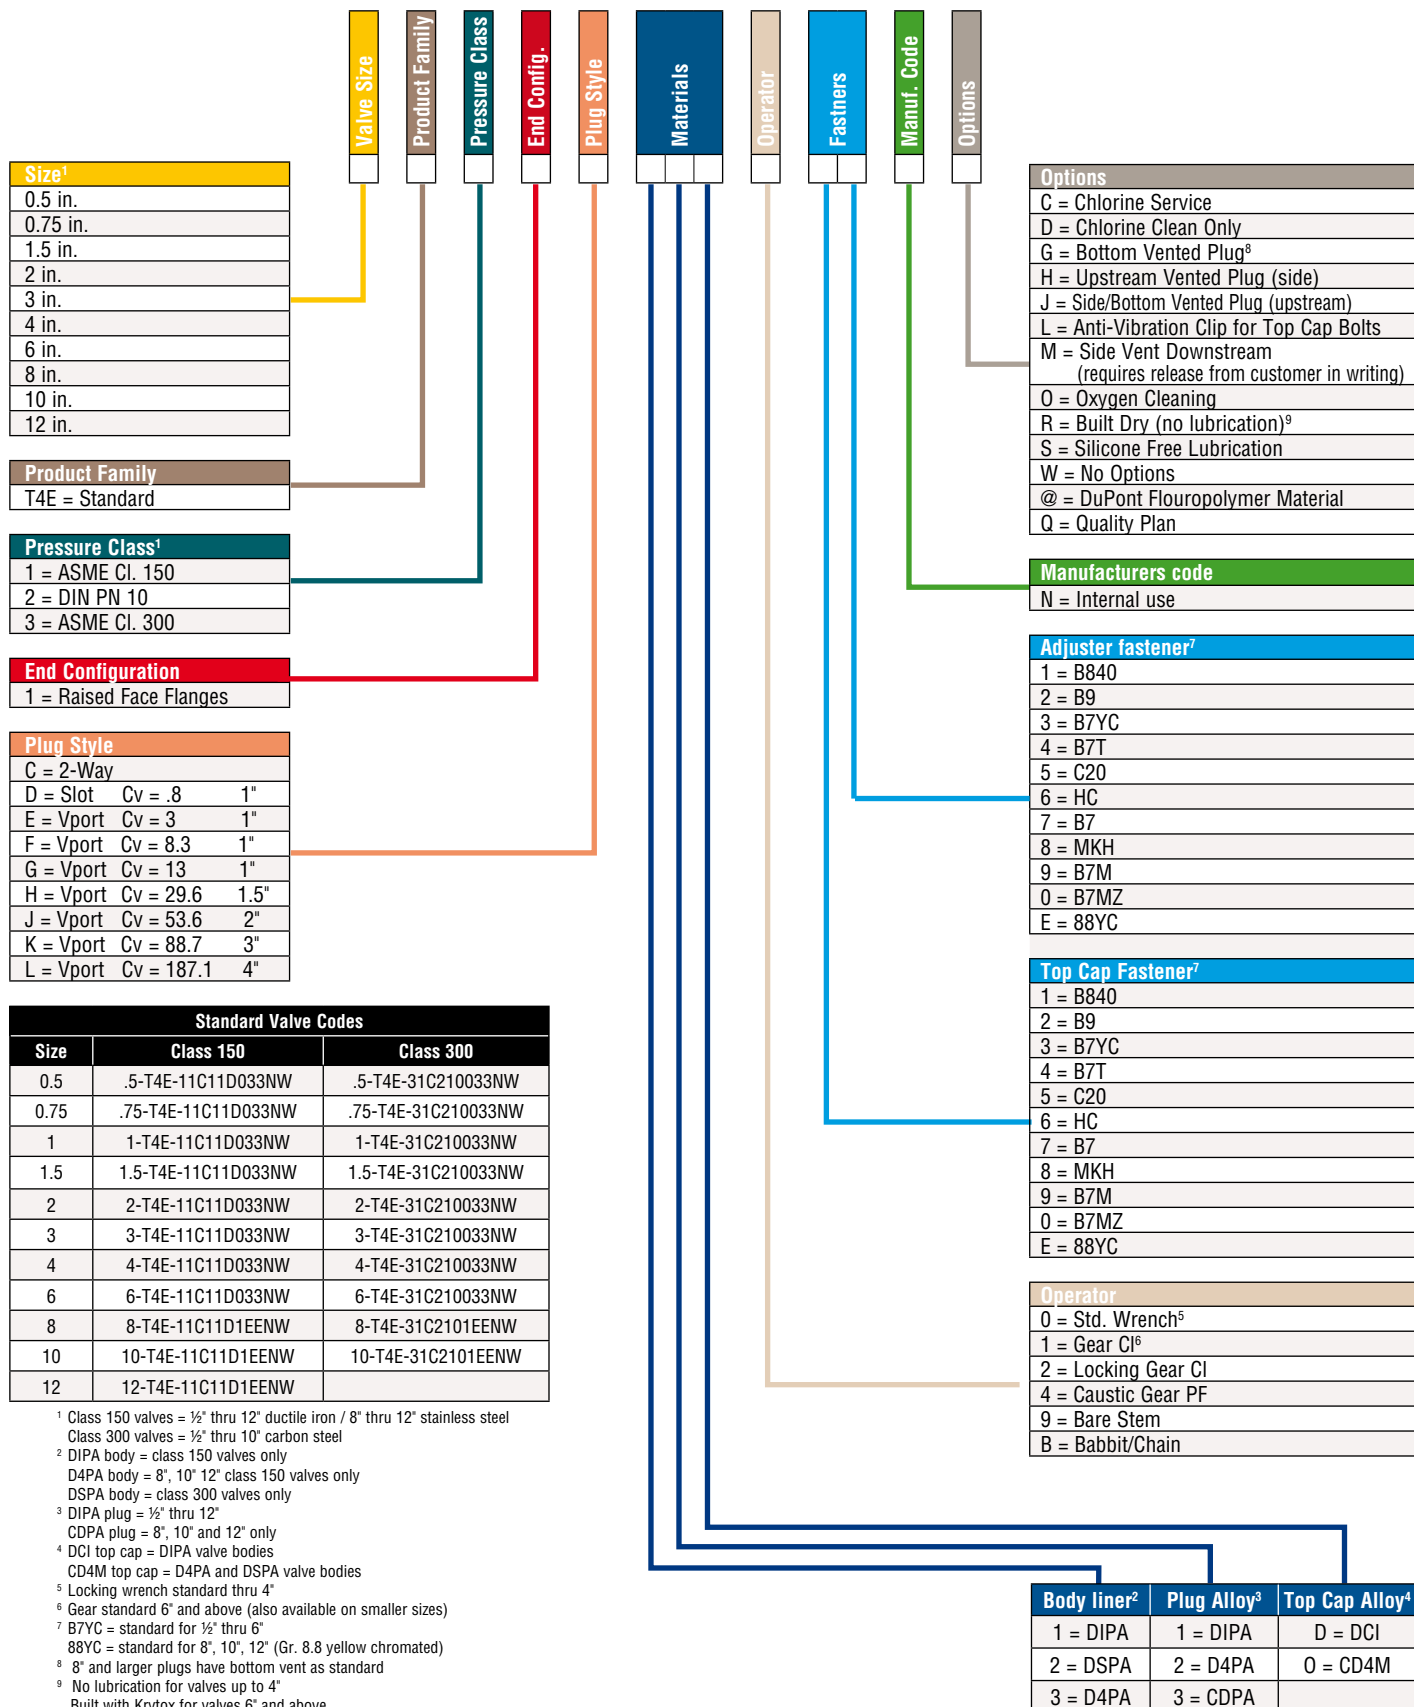 Valve Size
Product Family
Pressure Class
End Config.
Plug Style
Materials
Operator
Fastners
Manuf. Code
Options
Size¹
0.5 in.
0.75 in.
1.5 in.
2 in.
3 in.
4 in.
6 in.
8 in.
10 in.
12 in.
Product Family
T4E = Standard
Pressure Class¹
1 = ASME Cl. 150
2 = DIN PN 10
3 = ASME Cl. 300
End Configuration
1 = Raised Face Flanges
Plug Style
C = 2-Way
D = Slot Cv = .8 1"
E = Vport Cv = 3 1"
F = Vport Cv = 8.3 1"
G = Vport Cv = 13 1"
H = Vport Cv = 29.6 1.5"
J = Vport Cv = 53.6 2"
K = Vport Cv = 88.7 3"
L = Vport Cv = 187.1 4"
Standard Valve Codes
Size Class 150 Class 300
0.5 .5-T4E-11C11D033NW .5-T4E-31C210033NW
0.75 .75-T4E-11C11D033NW .75-T4E-31C210033NW
1 1-T4E-11C11D033NW 1-T4E-31C210033NW
1.5 1.5-T4E-11C11D033NW 1.5-T4E-31C210033NW
2 2-T4E-11C11D033NW 2-T4E-31C210033NW
3 3-T4E-11C11D033NW 3-T4E-31C210033NW
4 4-T4E-11C11D033NW 4-T4E-31C210033NW
6 6-T4E-11C11D033NW 6-T4E-31C210033NW
8 8-T4E-11C11D1EENW 8-T4E-31C2101EENW
10 10-T4E-11C11D1EENW 10-T4E-31C2101EENW
12 12-T4E-11C11D1EENW
¹ Class 150 valves = ½" thru 12" ductile iron / 8" thru 12" stainless steel
Class 300 valves = ½" thru 10" carbon steel
² DIPA body = class 150 valves only
D4PA body = 8", 10" 12" class 150 valves only
DSPA body = class 300 valves only
³ DIPA plug = ½" thru 12"
CDPA plug = 8", 10" and 12" only
⁴ DCI top cap = DIPA valve bodies
CD4M top cap = D4PA and DSPA valve bodies
⁵ Locking wrench standard thru 4"
⁶ Gear standard 6" and above (also available on smaller sizes)
⁷ B7YC = standard for ½" thru 6"
88YC = standard for 8", 10", 12" (Gr. 8.8 yellow chromated)
⁸ 8" and larger plugs have bottom vent as standard
⁹ No lubrication for valves up to 4"
Built with Krytox for valves 6" and above
Options
C = Chlorine Service
D = Chlorine Clean Only
G = Bottom Vented Plug⁸
H = Upstream Vented Plug (side)
J = Side/Bottom Vented Plug (upstream)
L = Anti-Vibration Clip for Top Cap Bolts
M = Side Vent Downstream
(requires release from customer in writing)
O = Oxygen Cleaning
R = Built Dry (no lubrication)⁹
S = Silicone Free Lubrication
W = No Options
@ = DuPont Flouropolymer Material
Q = Quality Plan
Manufacturers code
N = Internal use
Adjuster fastener⁷
1 = B840
2 = B9
3 = B7YC
4 = B7T
5 = C20
6 = HC
7 = B7
8 = MKH
9 = B7M
0 = B7MZ
E = 88YC
Top Cap Fastener⁷
1 = B840
2 = B9
3 = B7YC
4 = B7T
5 = C20
6 = HC
7 = B7
8 = MKH
9 = B7M
0 = B7MZ
E = 88YC
Operator
0 = Std. Wrench⁵
1 = Gear CI⁶
2 = Locking Gear CI
4 = Caustic Gear PF
9 = Bare Stem
B = Babbit/Chain
Body liner² Plug Alloy³ Top Cap Alloy⁴
1 = DIPA 1 = DIPA D = DCI
2 = DSPA 2 = D4PA O = CD4M
3 = D4PA 3 = CDPA